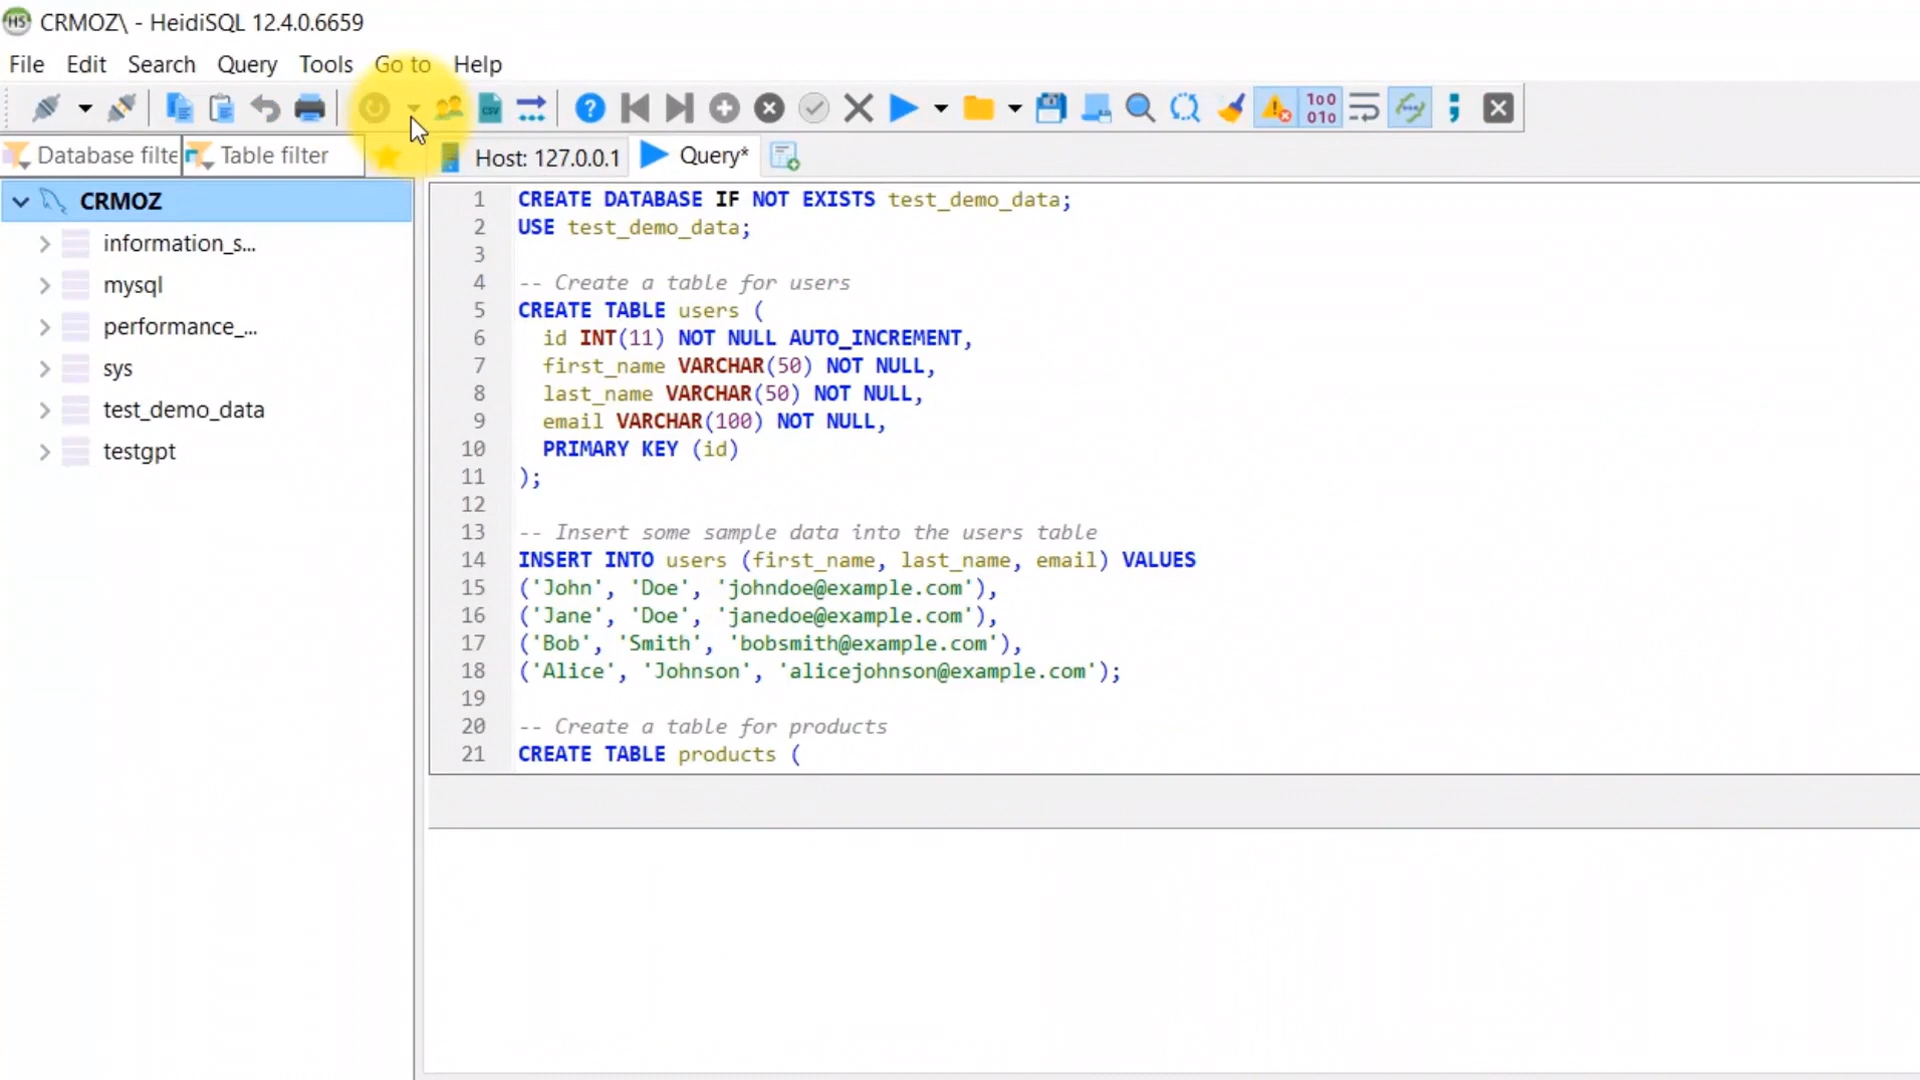 CRMOZ\ - HeidiSQL 12.4.0.6659
File Edit Search Query Tools Go to Help
CSV ? 100 010 ;
Database filte Table filter Host: 127.0.0.1 Query*
CRMOZ
information_s...
mysql
performance_...
sys
test_demo_data
testgpt
1 CREATE DATABASE IF NOT EXISTS test_demo_data;
2 USE test_demo_data;
3
4 -- Create a table for users
5 CREATE TABLE users (
6 id INT(11) NOT NULL AUTO_INCREMENT,
7 first_name VARCHAR(50) NOT NULL,
8 last_name VARCHAR(50) NOT NULL,
9 email VARCHAR(100) NOT NULL,
10 PRIMARY KEY (id)
11 );
12
13 -- Insert some sample data into the users table
14 INSERT INTO users (first_name, last_name, email) VALUES
15 ('John', 'Doe', 'johndoe@example.com'),
16 ('Jane', 'Doe', 'janedoe@example.com'),
17 ('Bob', 'Smith', 'bobsmith@example.com'),
18 ('Alice', 'Johnson', 'alicejohnson@example.com');
19
20 -- Create a table for products
21 CREATE TABLE products (